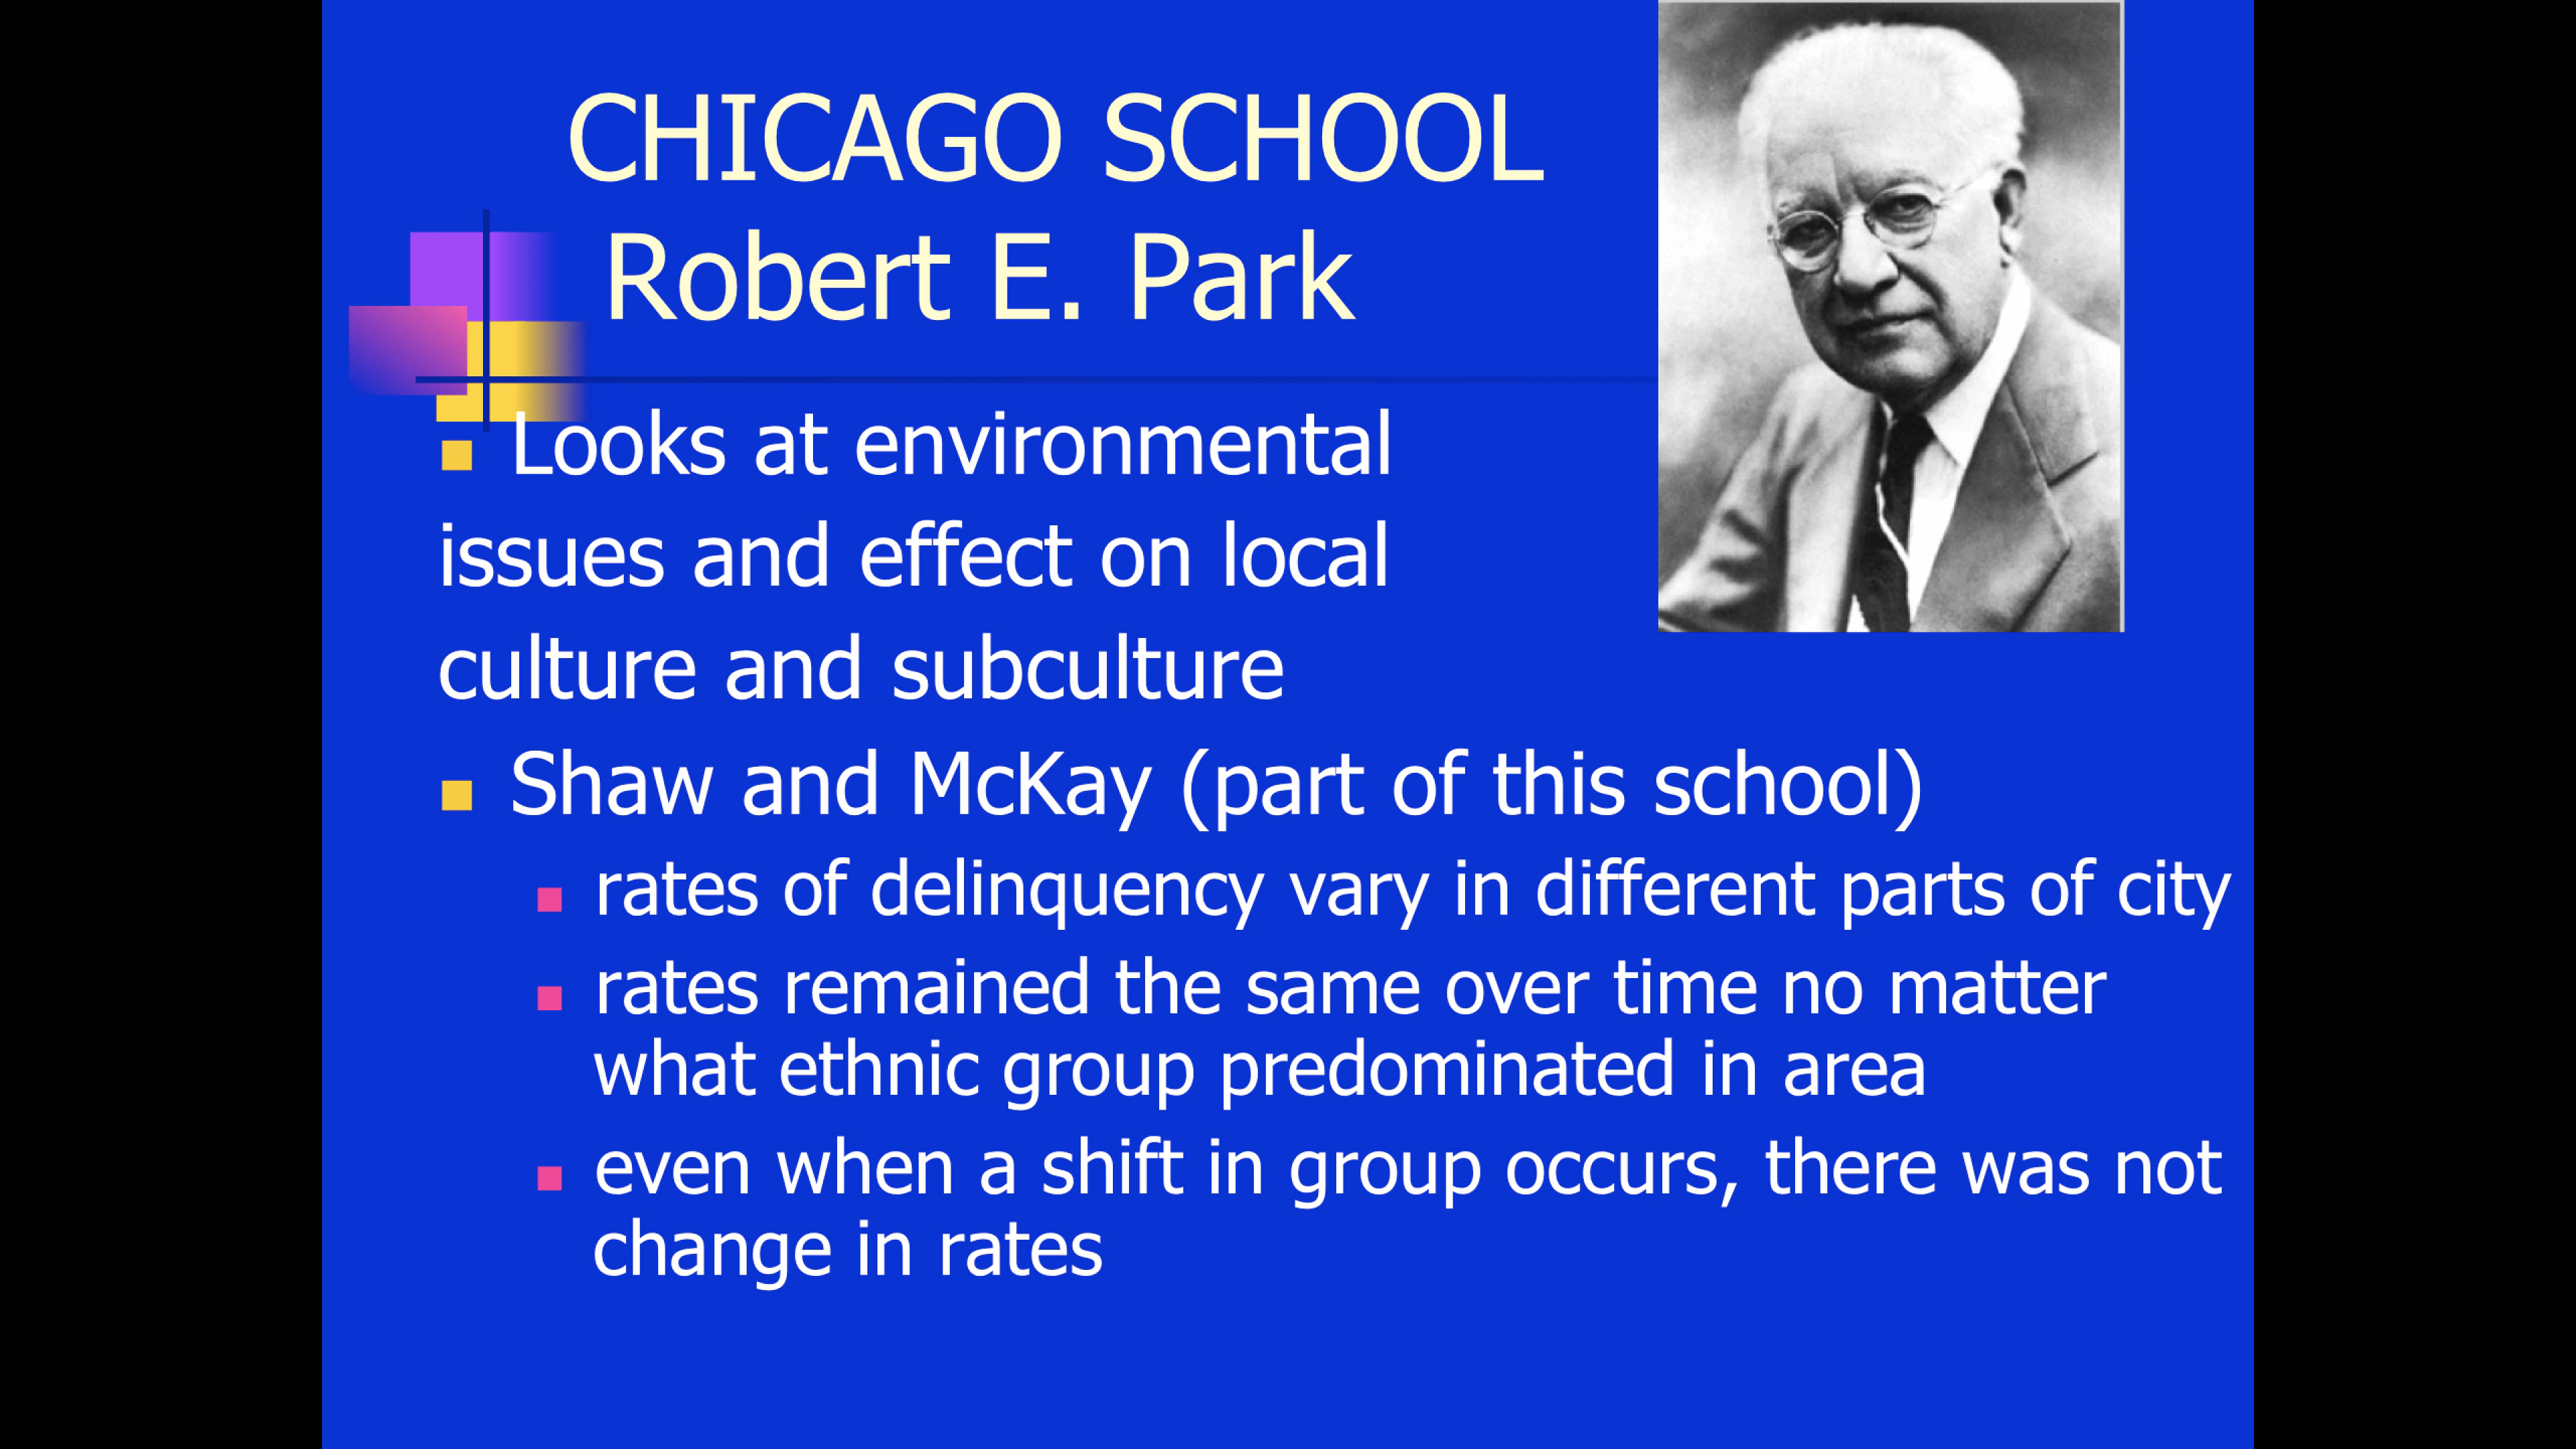 CHICAGO SCHOOL
Robert E. Park
Looks at environmental
issues and effect on local
culture and subculture
Shaw and McKay (part of this school)
rates of delinquency vary in different parts of city
rates remained the same over time no matter
what ethnic group predominated in area
even when a shift in group occurs, there was not
change in rates